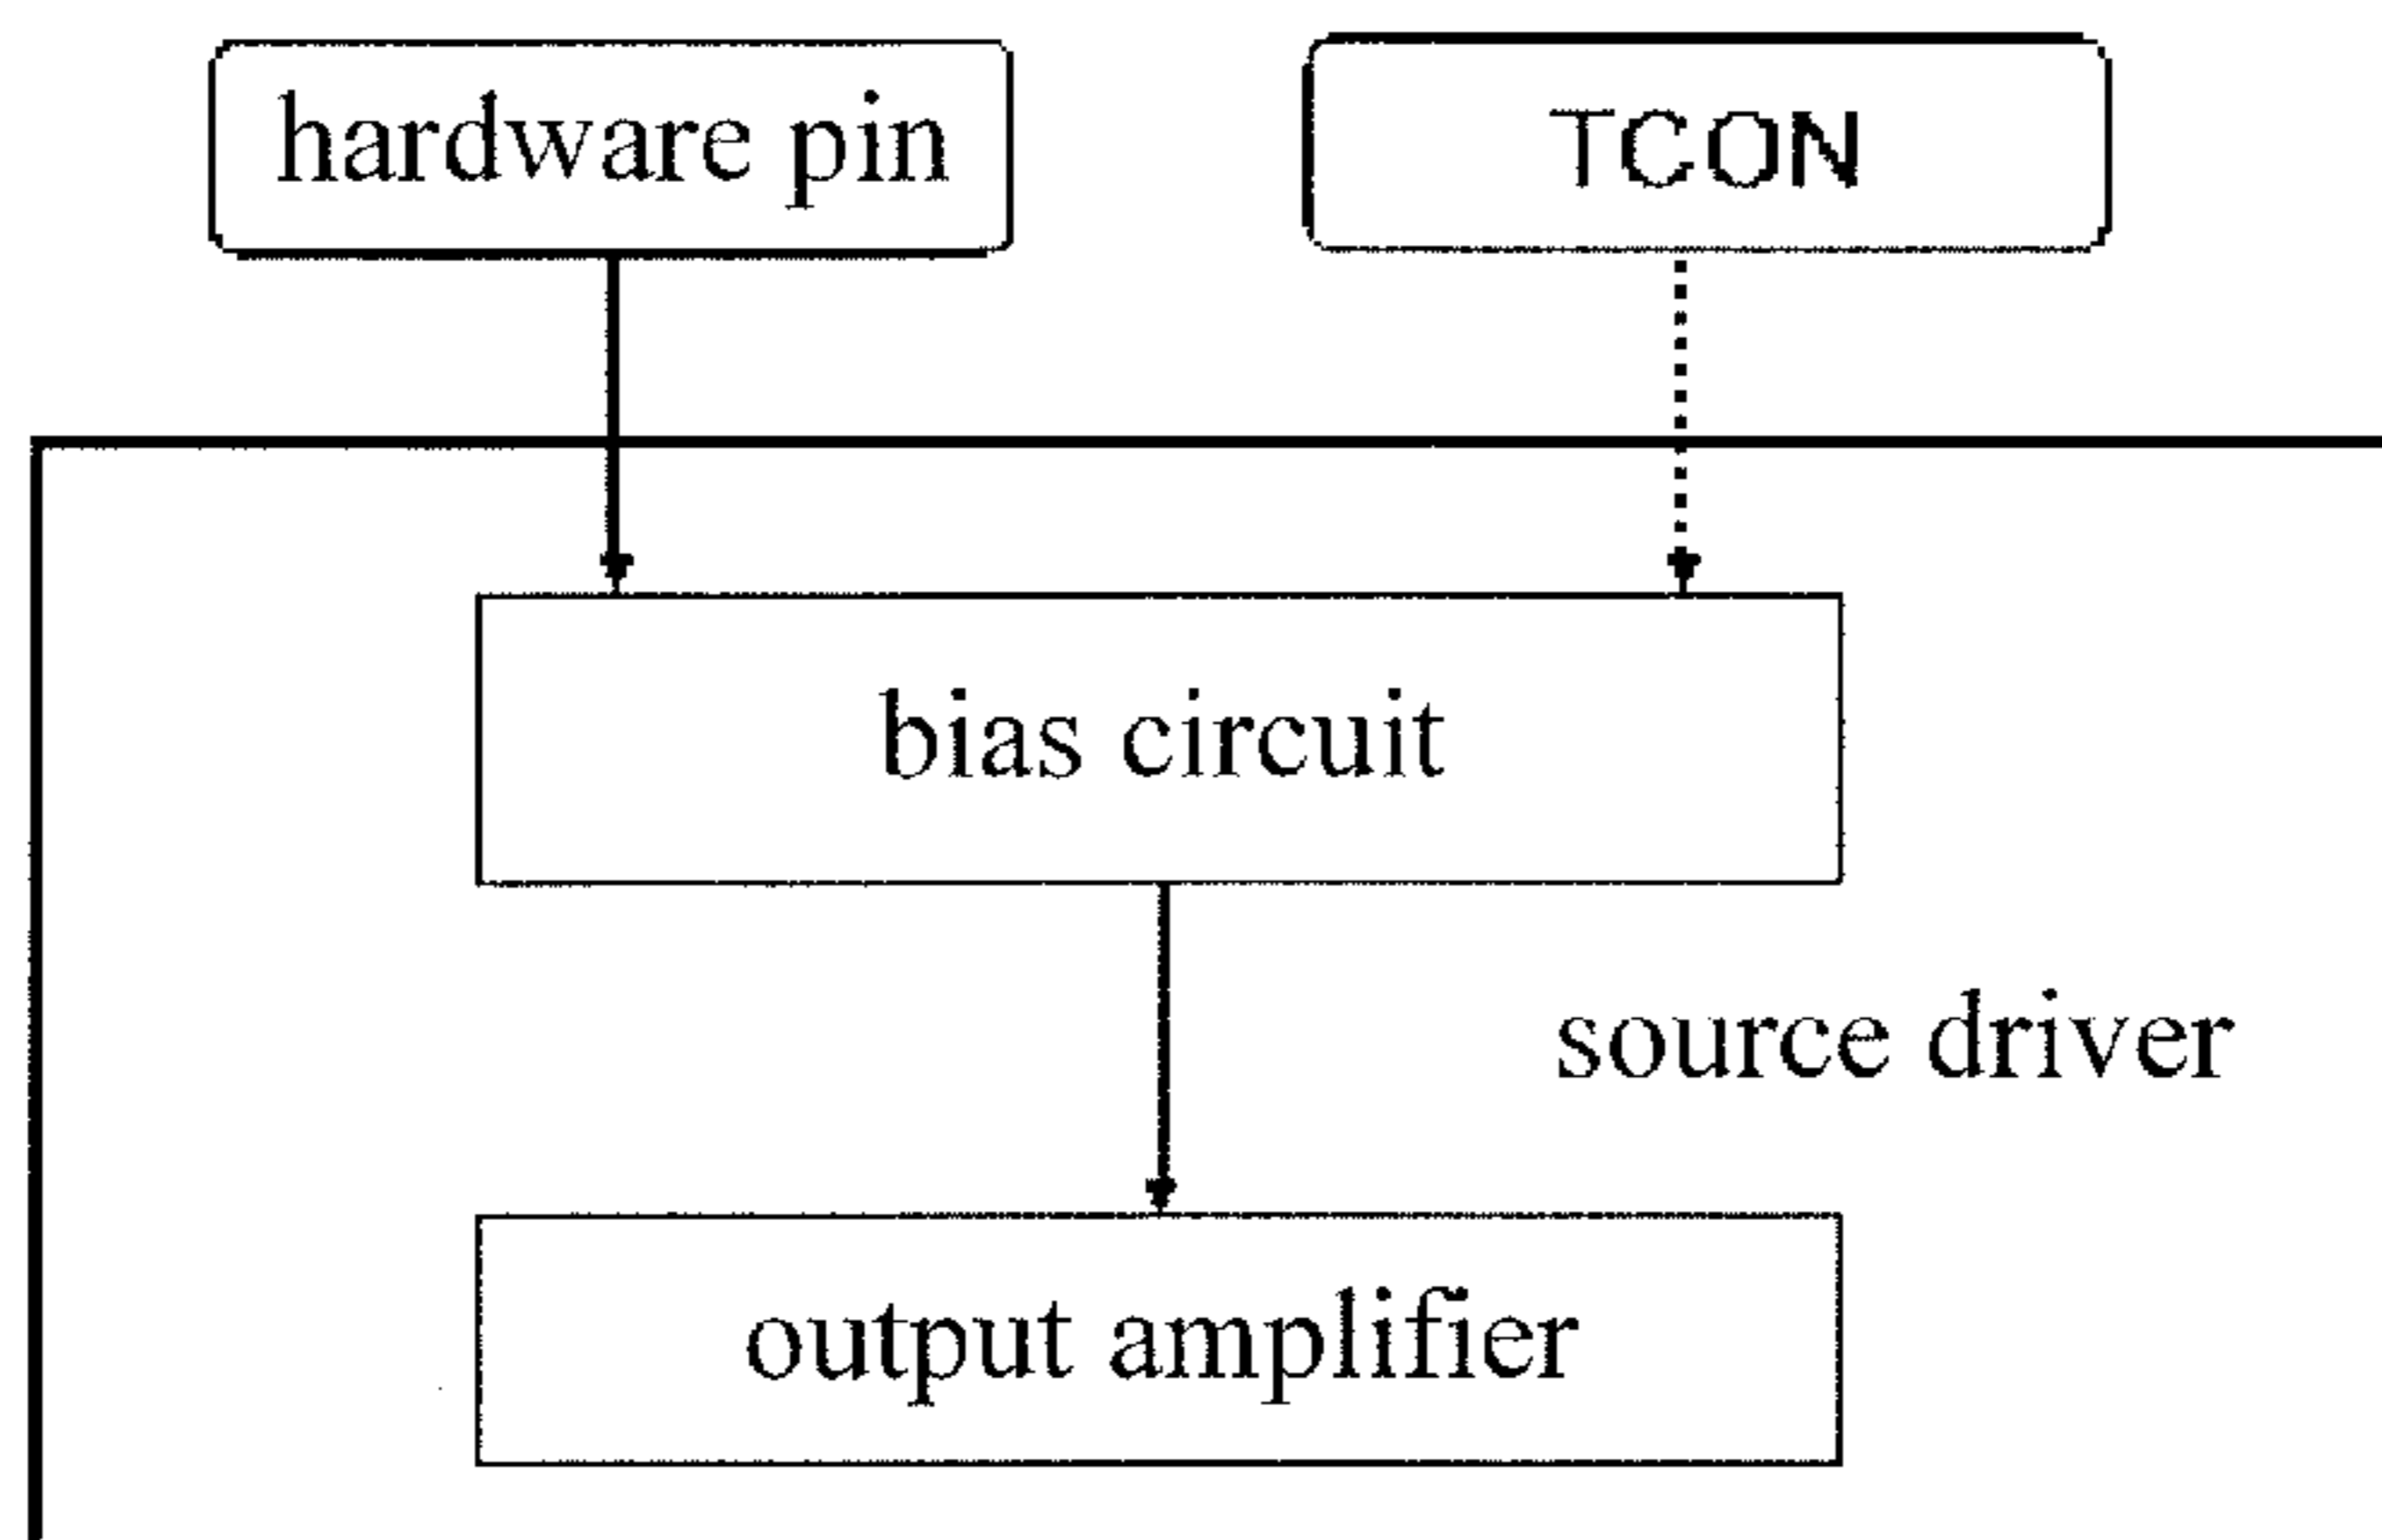 hardware pin
TCON
bias circuit
source driver
output amplifier